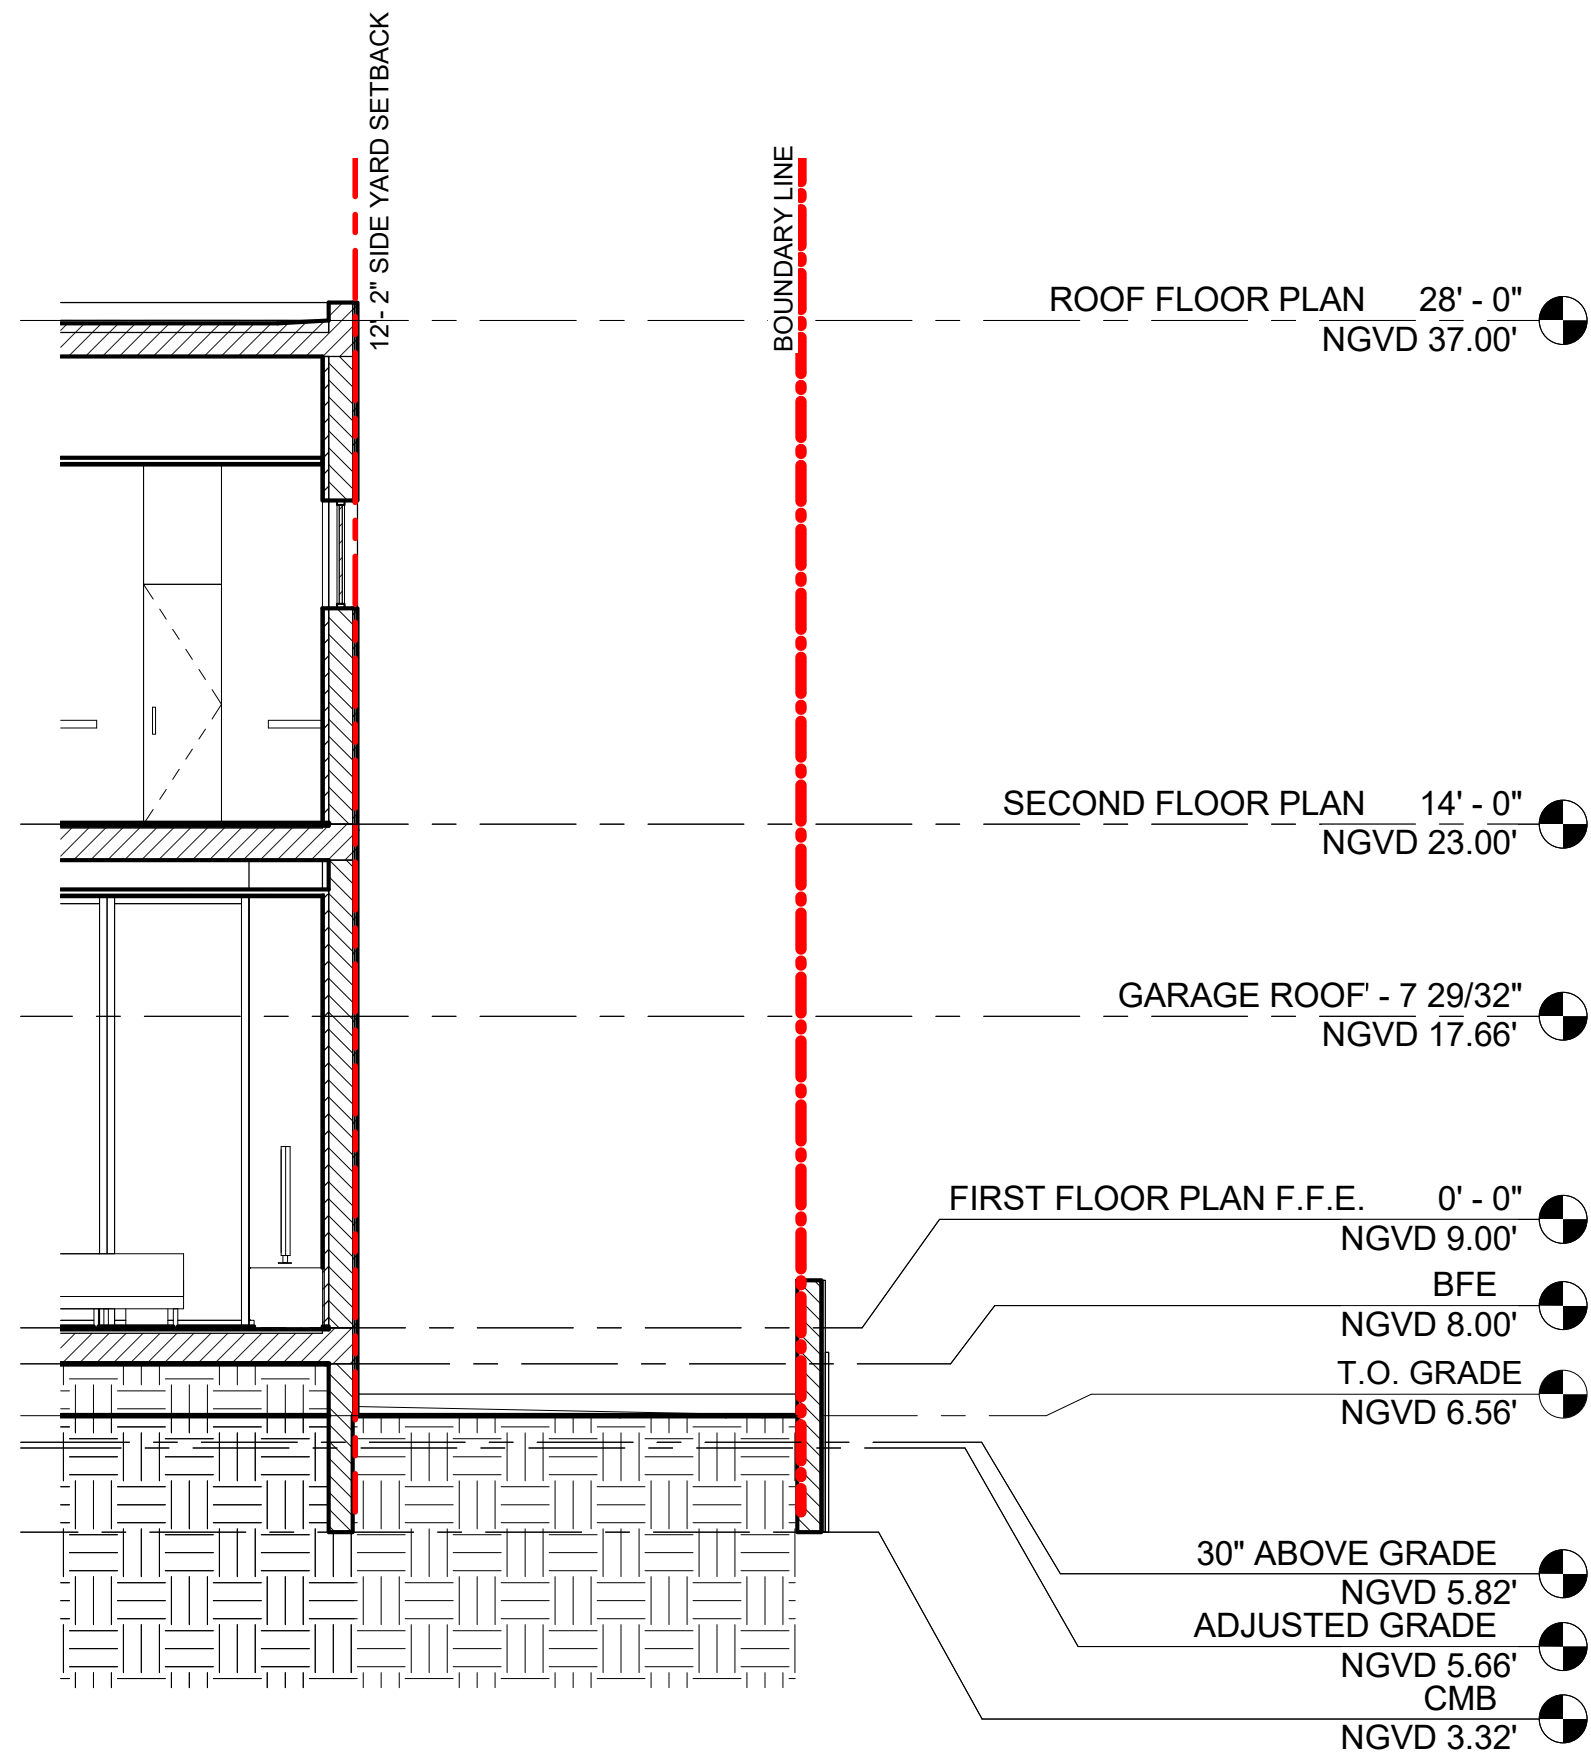 12- 2" SIDE YARD SETBACK
BOUNDARY LINE
ROOF FLOOR PLAN 28' - 0"
NGVD 37.00'
SECOND FLOOR PLAN 14' - 0"
NGVD 23.00'
GARAGE ROOF' - 7 29/32"
NGVD 17.66'
FIRST FLOOR PLAN F.F.E. 0' - 0"
NGVD 9.00'
BFE
NGVD 8.00'
T.O. GRADE
NGVD 6.56'
30" ABOVE GRADE
NGVD 5.82'
ADJUSTED GRADE
NGVD 5.66'
CMB
NGVD 3.32'